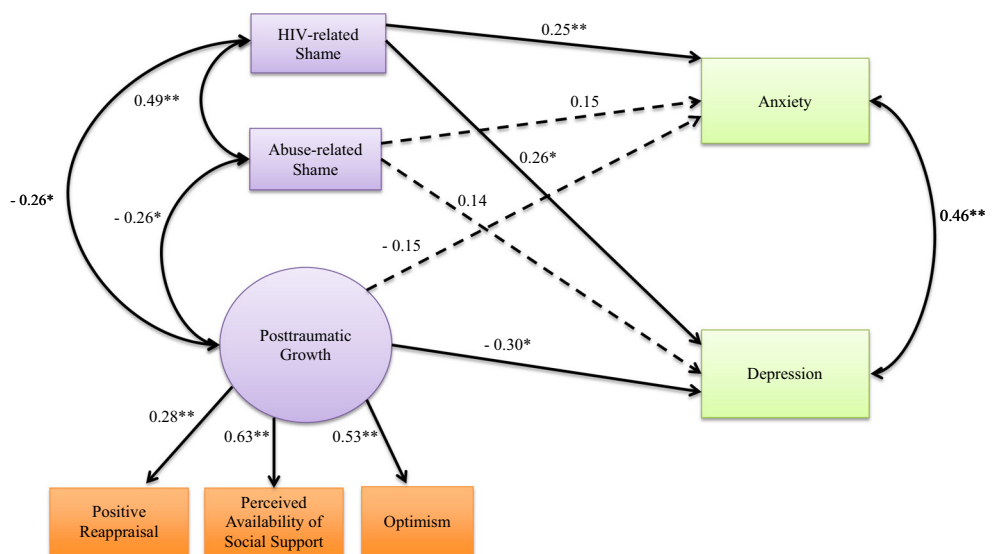 HIV-related
Shame
0.25**
Anxiety
0.49**
0.15
Abuse-related
Shame
0.26*
- 0.26*
- 0.26*
0.14
0.46**
- 0.15
Posttraumatic
Growth
- 0.30*
Depression
0.28**
0.63**
0.53**
Positive
Reappraisal
Perceived
Availability of
Social Support
Optimism